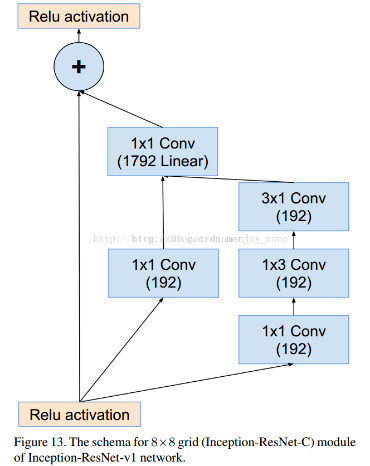 Relu activation
+
1x1 Conv
(1792 Linear)
3x1 Conv
(192)
1x1 Conv
(192)
1x3 Conv
(192)
1x1 Conv
(192)
Relu activation
Figure 13. The schema for 8×8 grid (Inception-ResNet-C) module
of Inception-ResNet-v1 network.